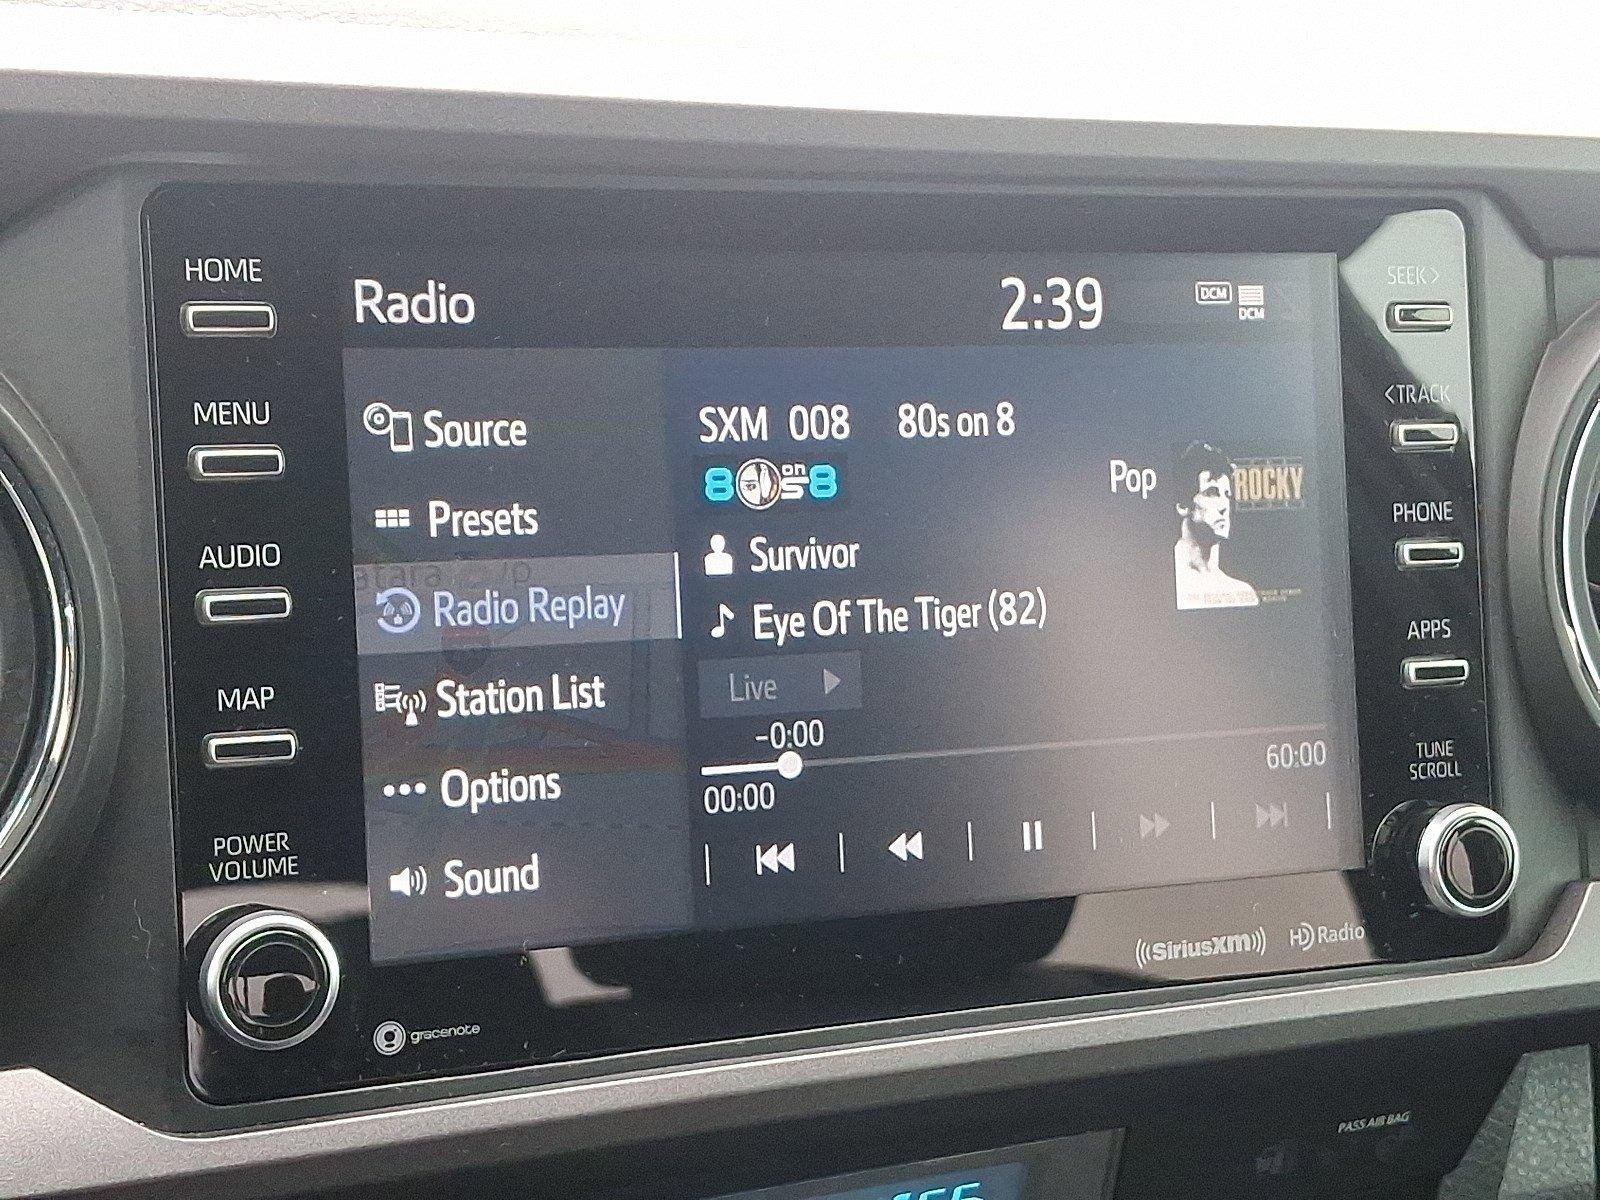 HOME
MENU
AUDIO
MAP
POWER
VOLUME
Radio
2:39
DCM
DCM
Source
Presets
Radio Replay
Station List
Options
Sound
SXM 008 80s on 8
80s on 8
Pop
ROCKY
Survivor
Eye Of The Tiger (82)
Live
-0:00
00:00
60:00
SEEK>
<TRACK
PHONE
APPS
TUNE
SCROLL
((SiriusXM)) HD Radio
gracenote
PASS AIR BAG